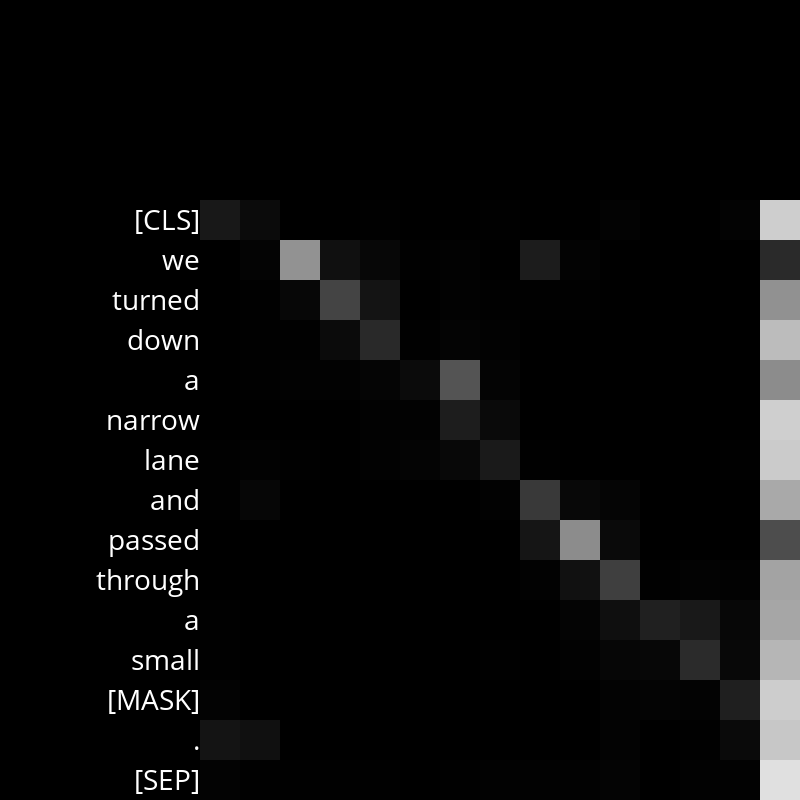 [CLS]
we
turned
down
a
narrow
lane
and
passed
through
a
small
[MASK]
.
[SEP]